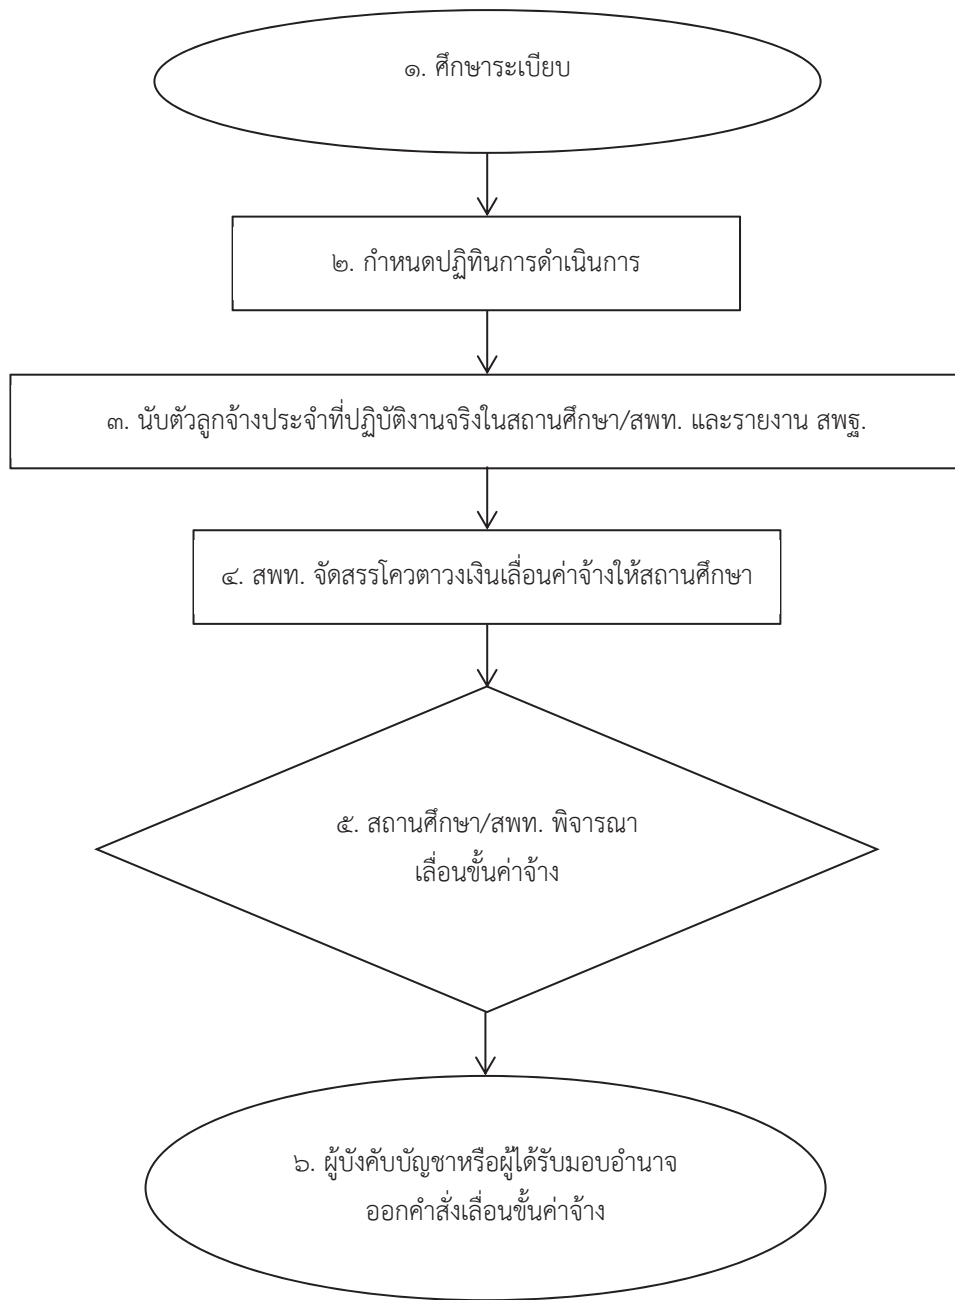 ๑. ศึกษาระเบียบ
๒. กำหนดปฏิทินการดำเนินการ
๓. นับตัวลูกจ้างประจำที่ปฏิบัติงานจริงในสถานศึกษา/สพท. และรายงาน สพฐ.
๔. สพท. จัดสรรโควตาวงเงินเลื่อนค่าจ้างให้สถานศึกษา
๕. สถานศึกษา/สพท. พิจารณา
เลื่อนขั้นค่าจ้าง
๖. ผู้บังคับบัญชาหรือผู้ได้รับมอบอำนาจ
ออกคำสั่งเลื่อนขั้นค่าจ้าง